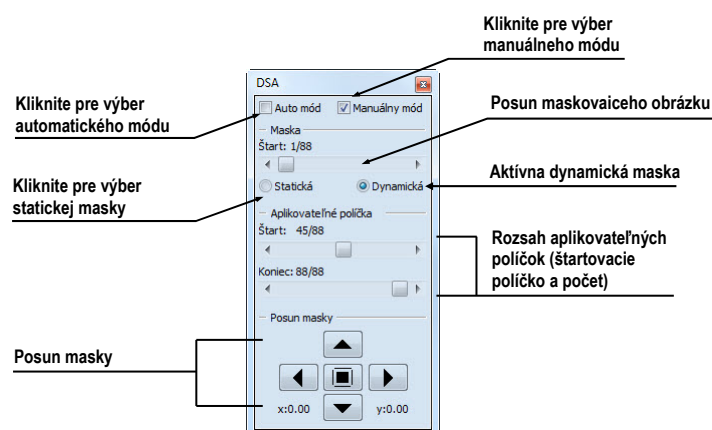 Kliknite pre výber
manuálneho módu
DSA
Kliknite pre výber
automatického módu
Auto mód
Manuálny mód
Posun maskovaiceho obrázku
Maska
Štart: 1/88
Kliknite pre výber
statickej masky
Statická
Dynamická
Aktívna dynamická maska
Aplikovateľné políčka
Štart: 45/88
Koniec: 88/88
Rozsah aplikovateľných
políčok (štartovacie
políčko a počet)
Posun masky
Posun masky
x:0.00
y:0.00